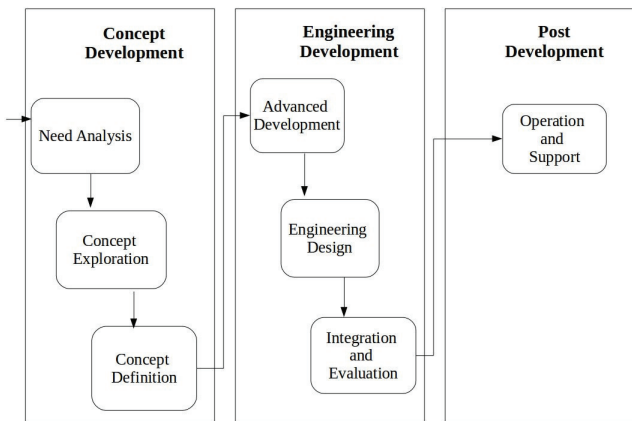 Concept
Development
Need Analysis
Concept
Exploration
Concept
Definition
Engineering
Development
Advanced
Development
Engineering
Design
Integration
and
Evaluation
Post
Development
Operation
and
Support